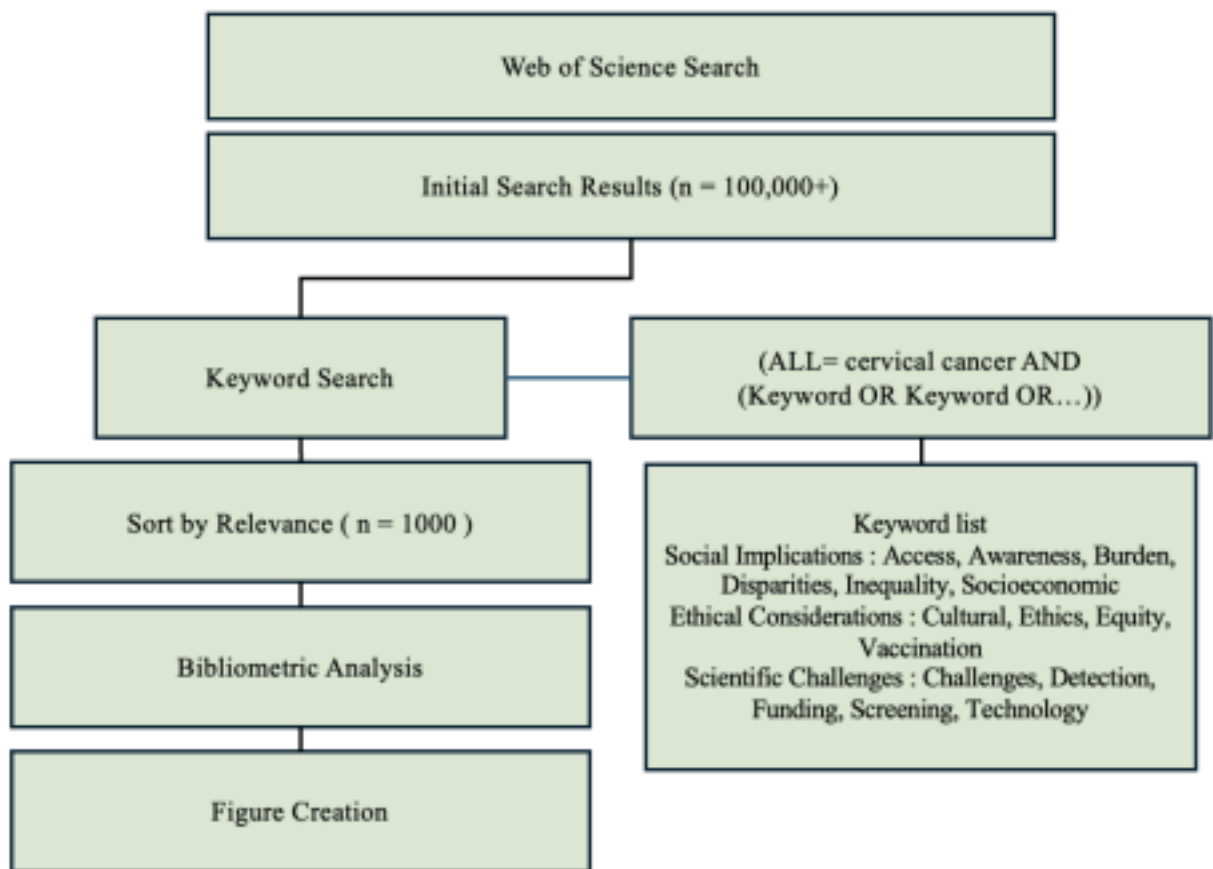 Web of Science Search
Initial Search Results (n = 100,000+)
Keyword Search
(ALL= cervical cancer AND
(Keyword OR Keyword OR…))
Sort by Relevance ( n = 1000 )
Keyword list
Social Implications : Access, Awareness, Burden,
Disparities, Inequality, Socioeconomic
Ethical Considerations : Cultural, Ethics, Equity,
Vaccination
Scientific Challenges : Challenges, Detection,
Funding, Screening, Technology
Bibliometric Analysis
Figure Creation